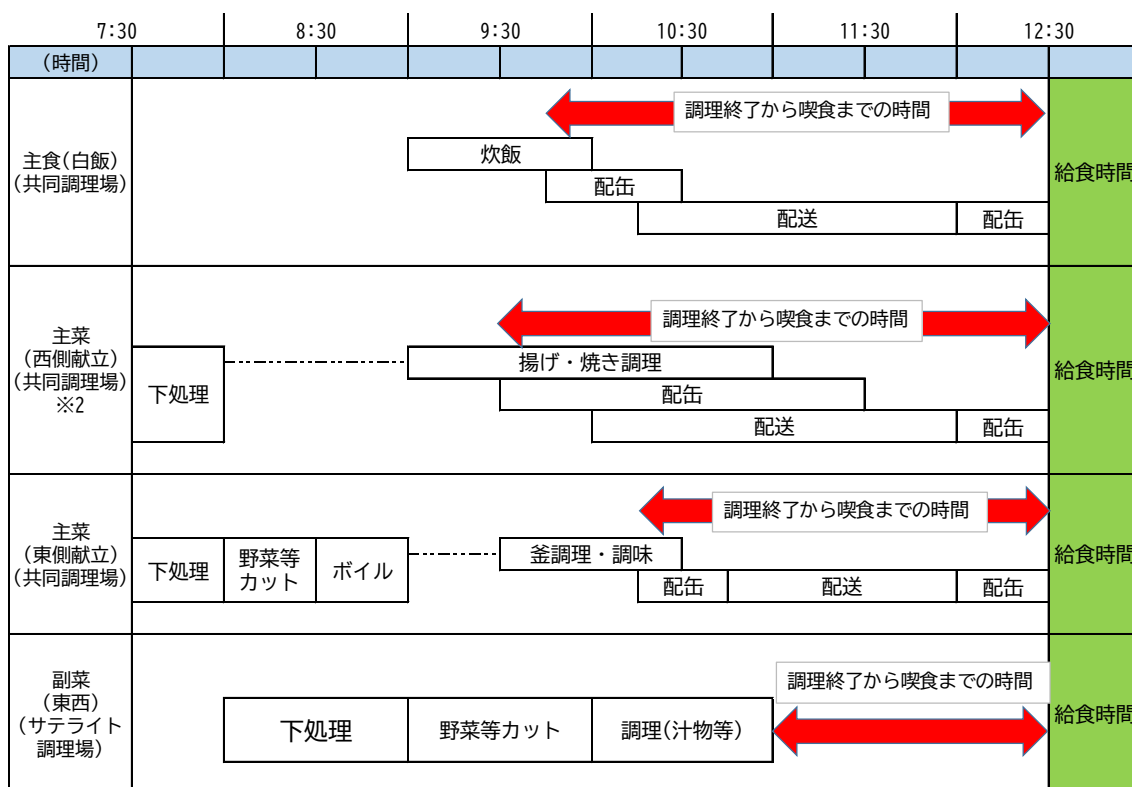 7:30 8:30 9:30 10:30 11:30 12:30
(時間)
調理終了から喫食までの時間
炊飯
主食(白飯)
(共同調理場)
配缶
給食時間
配送 配缶
調理終了から喫食までの時間
主菜
(西側献立)
(共同調理場)
※2
下処理
揚げ・焼き調理
配缶
配送 配缶
給食時間
調理終了から喫食までの時間
主菜
(東側献立)
(共同調理場)
下処理
野菜等
カット
ボイル
釜調理・調味
配缶 配送 配缶
給食時間
調理終了から喫食までの時間
副菜
(東西)
(サテライト
調理場)
下処理 野菜等カット 調理(汁物等)
給食時間